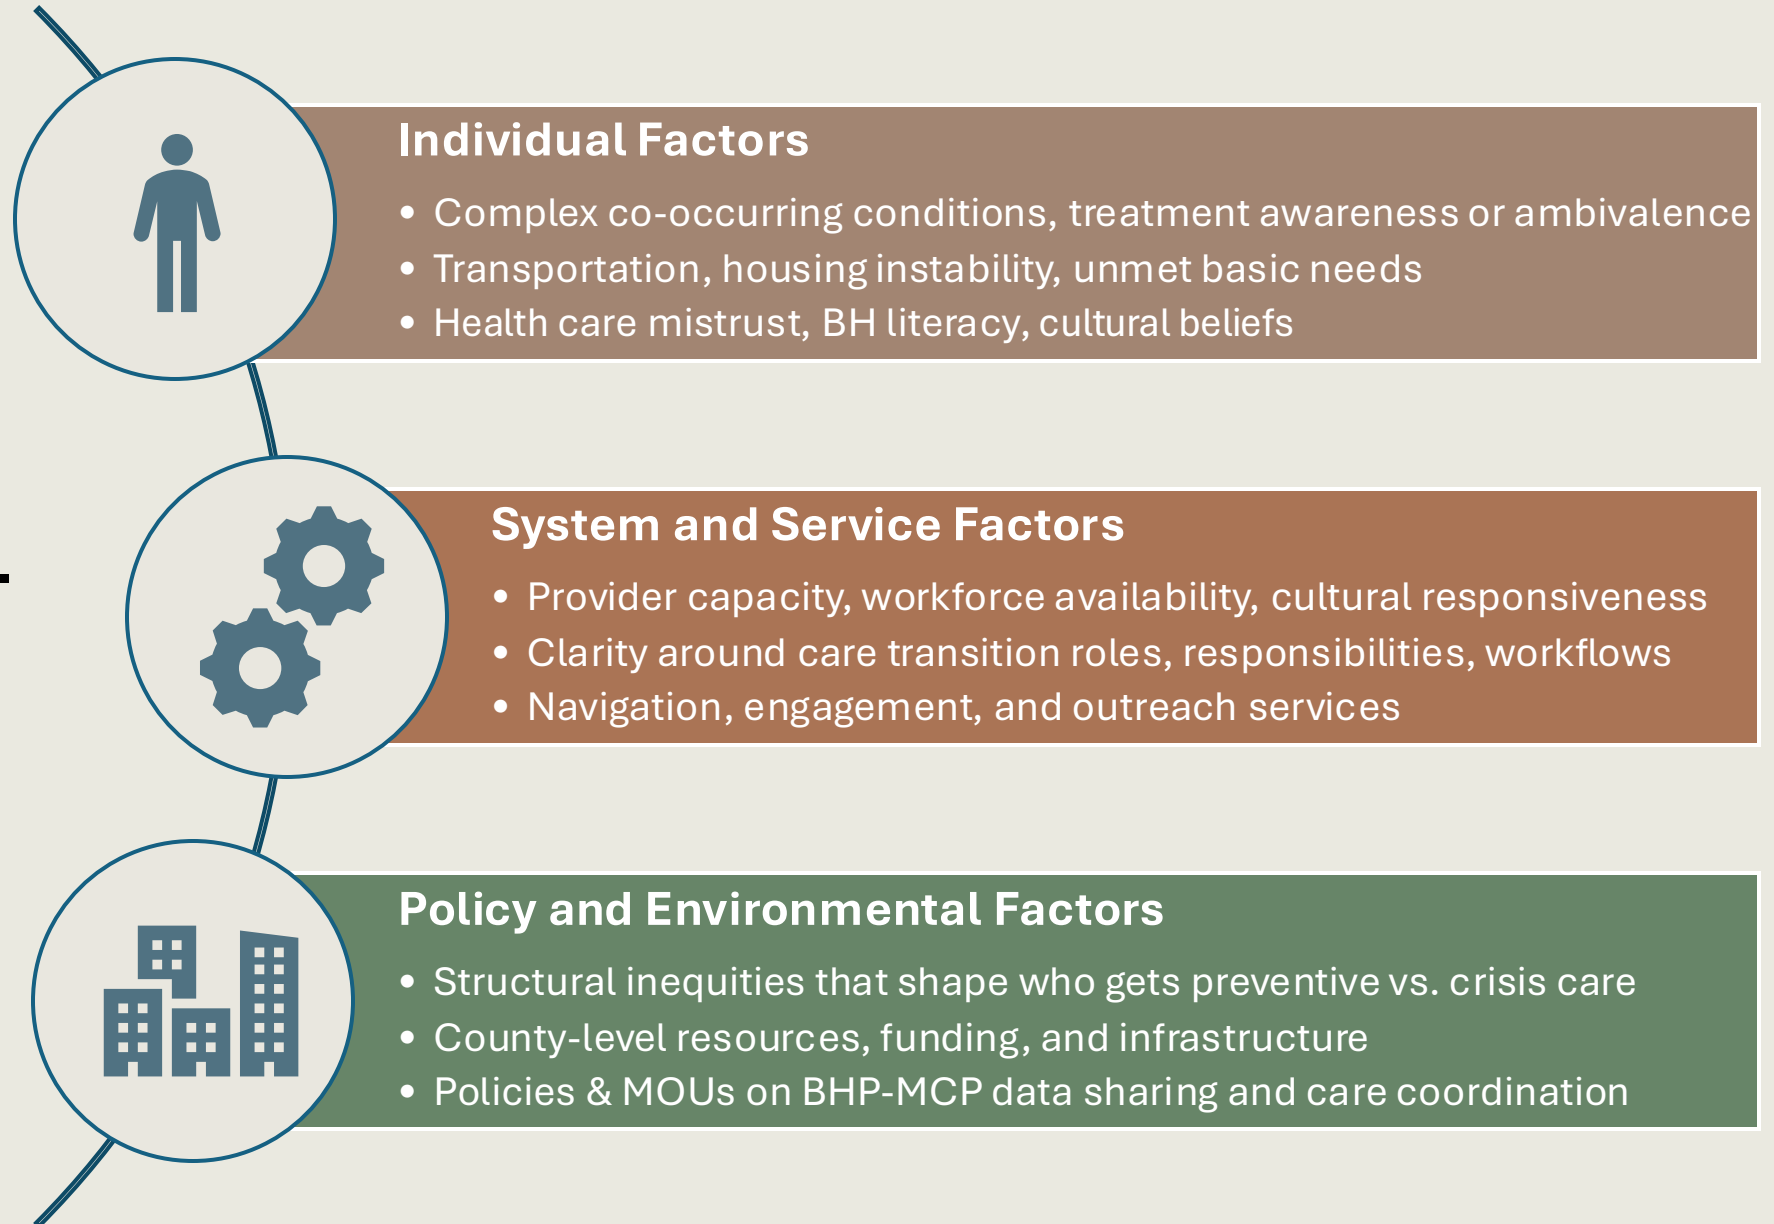 Individual Factors
• Complex co-occurring conditions, treatment awareness or ambivalence
• Transportation, housing instability, unmet basic needs
• Health care mistrust, BH literacy, cultural beliefs
System and Service Factors
• Provider capacity, workforce availability, cultural responsiveness
• Clarity around care transition roles, responsibilities, workflows
• Navigation, engagement, and outreach services
Policy and Environmental Factors
• Structural inequities that shape who gets preventive vs. crisis care
• County-level resources, funding, and infrastructure
• Policies & MOUs on BHP-MCP data sharing and care coordination